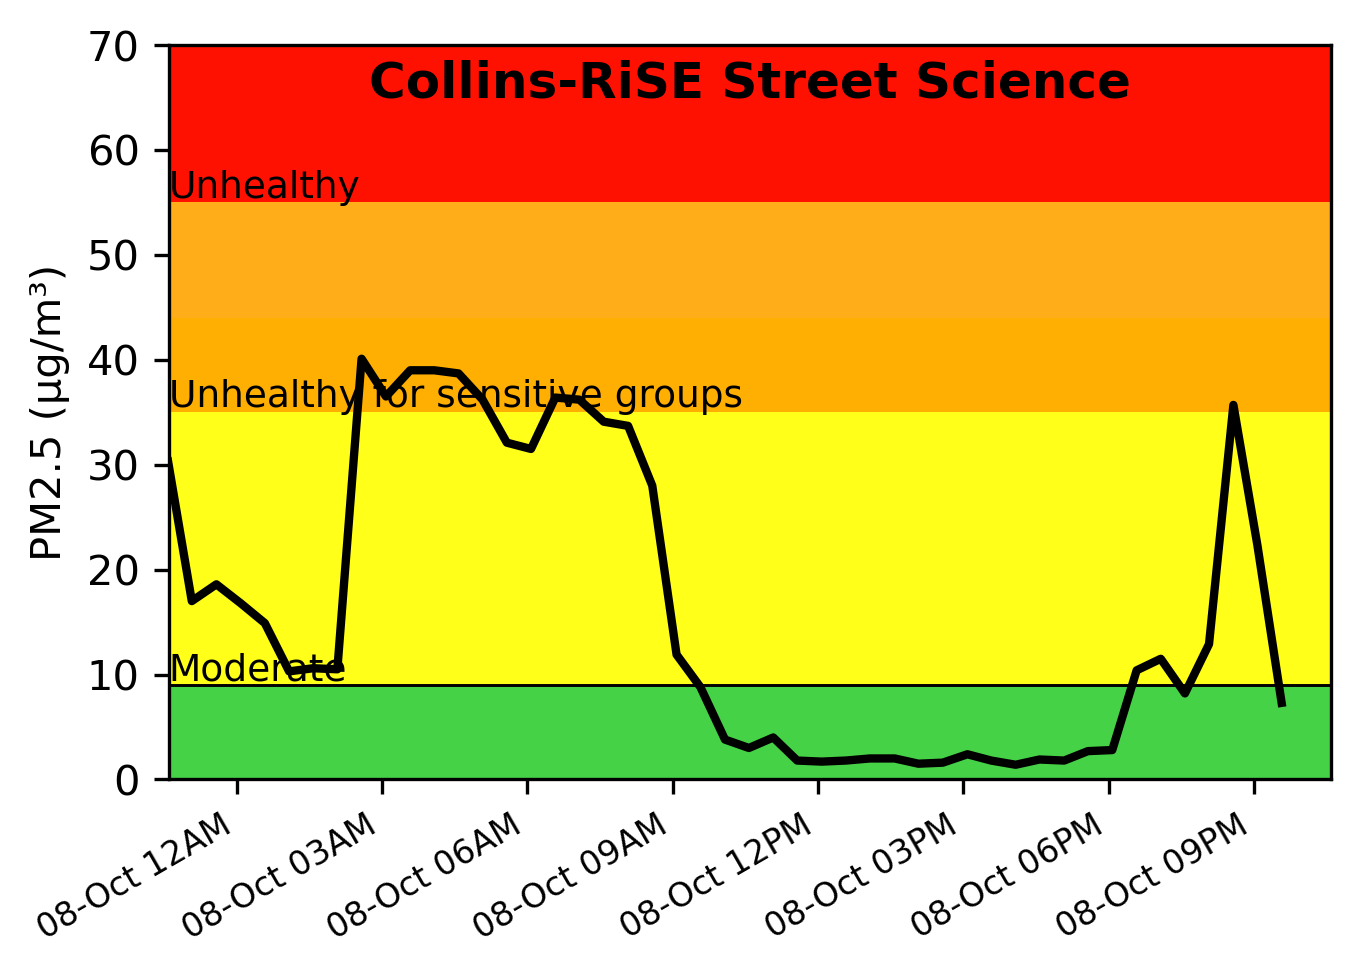 Collins-RiSE Street Science
70
60
50
40
30
20
10
0
PM2.5 (µg/m³)
Unhealthy
Unhealthy for sensitive groups
Moderate
08-Oct 12AM
08-Oct 03AM
08-Oct 06AM
08-Oct 09AM
08-Oct 12PM
08-Oct 03PM
08-Oct 06PM
08-Oct 09PM